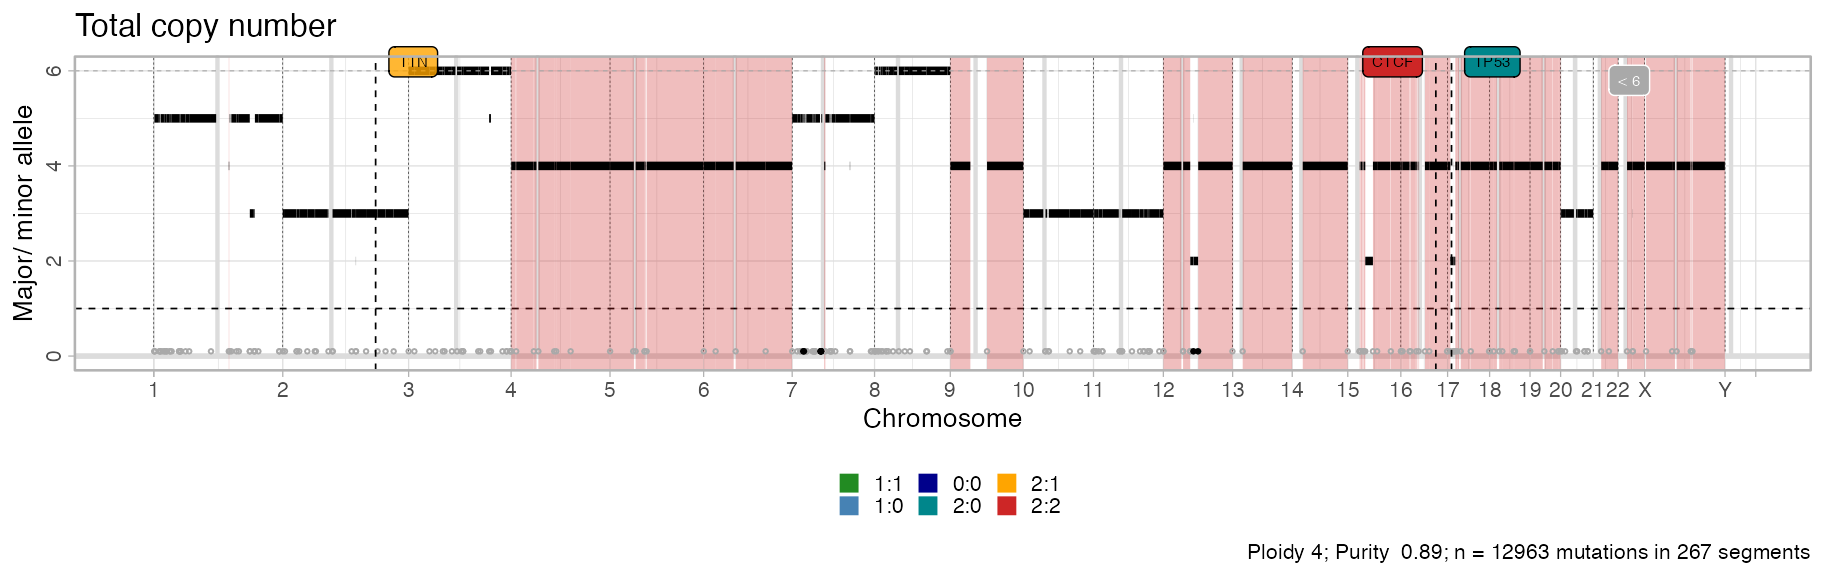 Total copy number
TTN
CTCF
TP53
< 6
Major/ minor allele
6
4
2
0
1 2 3 4 5 6 7 8 9 10 11 12 13 14 15 16 17 18 19 20 21 22 X Y
Chromosome
1:1 0:0 2:1
1:0 2:0 2:2
Ploidy 4; Purity 0.89; n = 12963 mutations in 267 segments